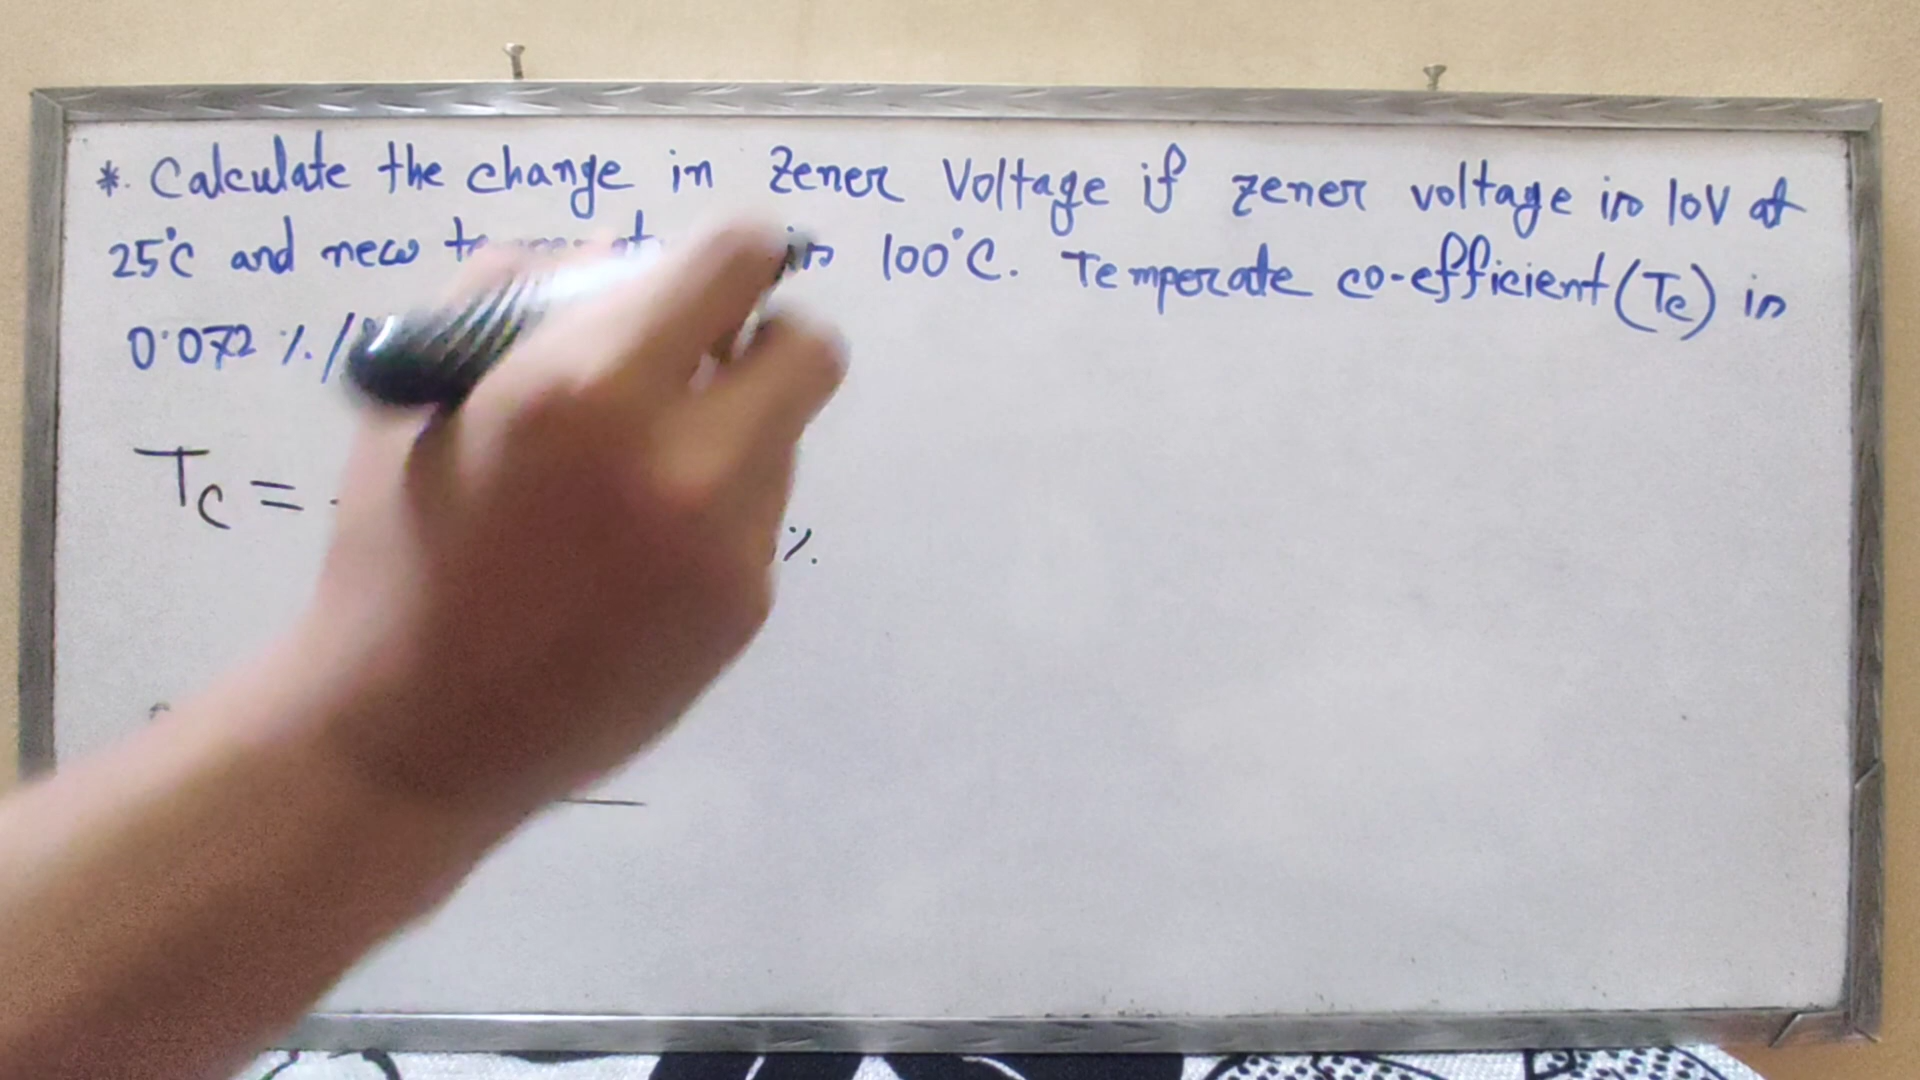 *. Calculate the change in Zener Voltage if zener voltage is 10V at
25°C and new is 100°C. Temperate co-efficient (Tc) is
0.072 % /
Tc =
%